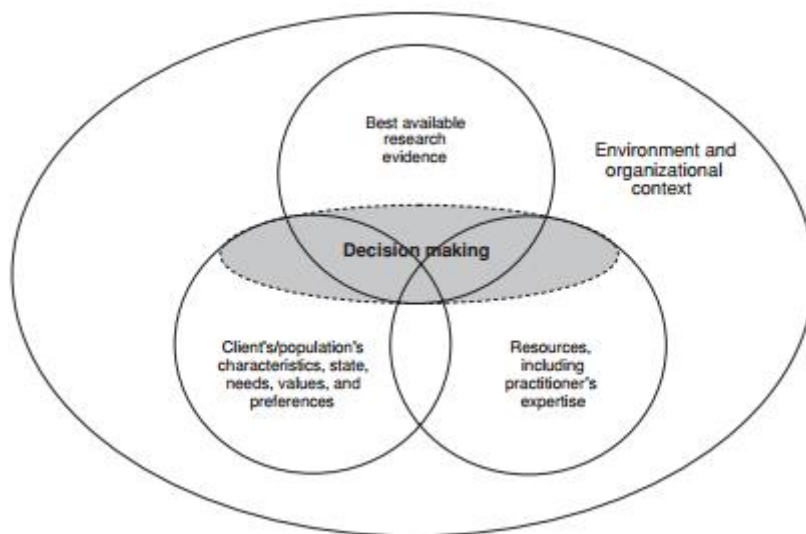 Best available
research
evidence
Environment and
organizational
context
Decision making
Client's/population's
characteristics, state,
needs, values, and
preferences
Resources,
including
practitioner's
expertise